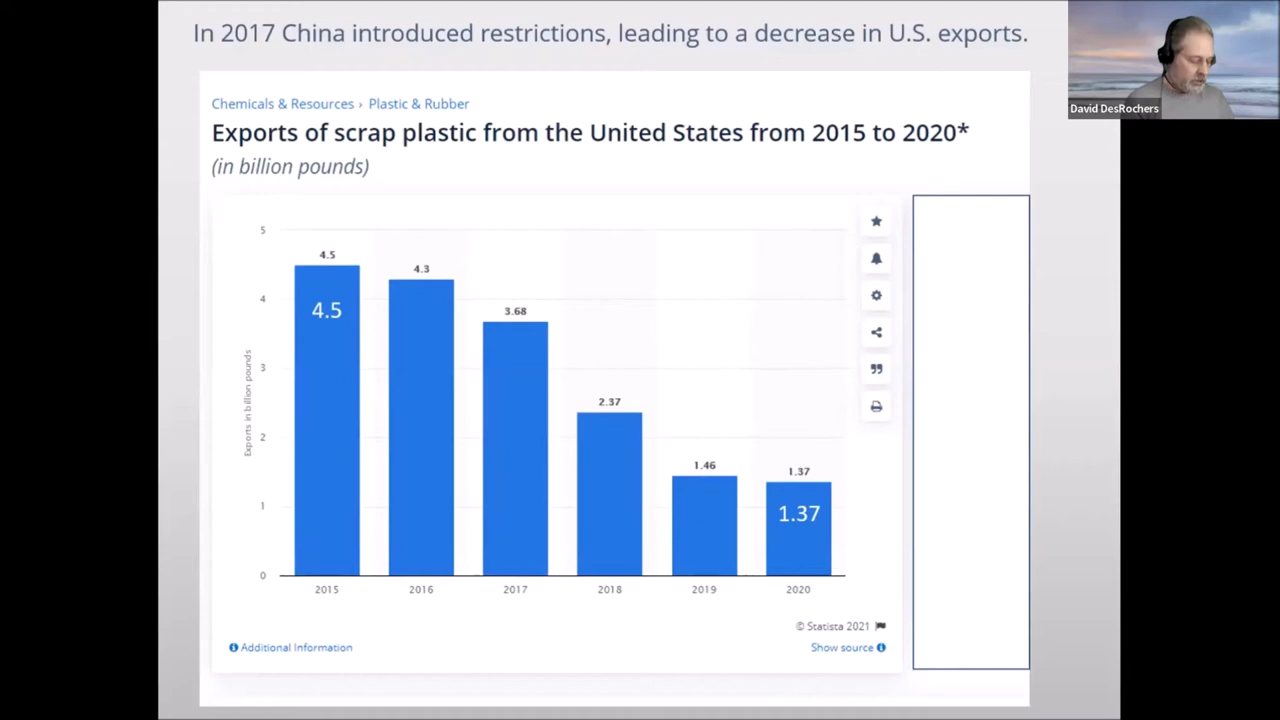 In 2017 China introduced restrictions, leading to a decrease in U.S. exports.
David DesRochers
Chemicals & Resources › Plastic & Rubber
Exports of scrap plastic from the United States from 2015 to 2020*
(in billion pounds)
Exports in billion pounds
5
4
3
2
1
0
4.5
4.5
4.3
3.68
2.37
1.46
1.37
1.37
2015 2016 2017 2018 2019 2020
© Statista 2021
Additional Information
Show source